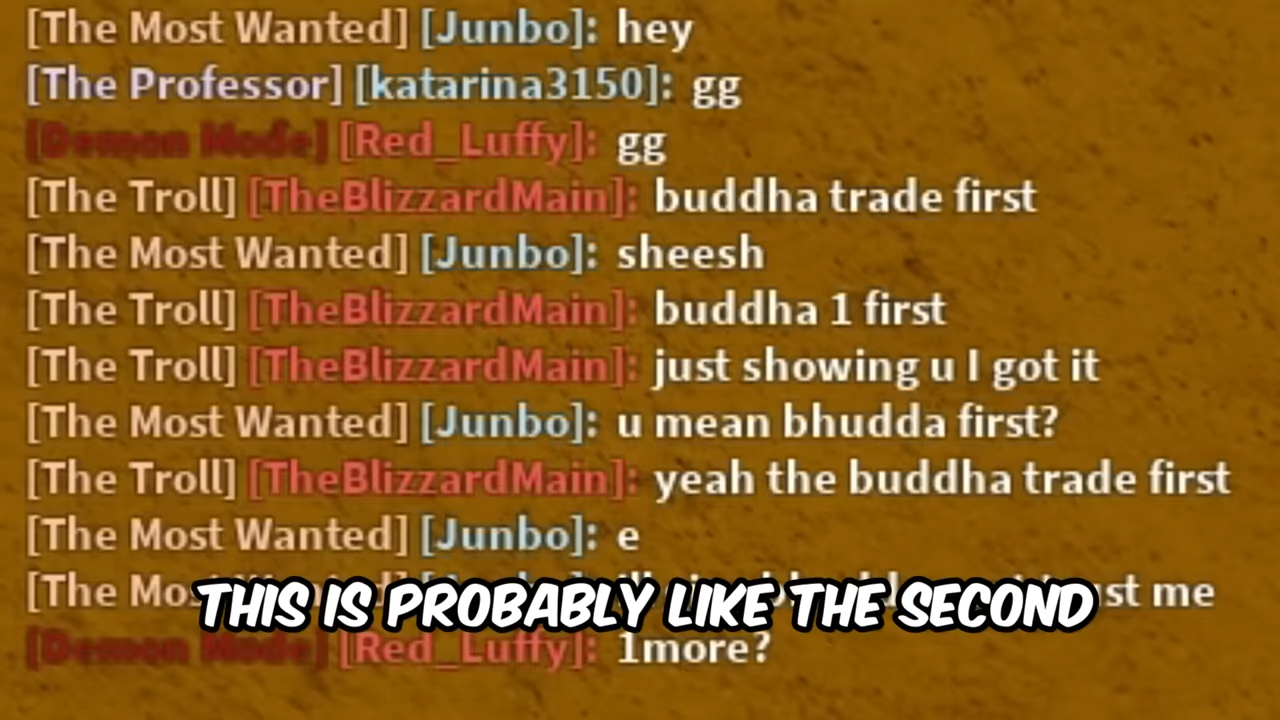 [The Most Wanted] [Junbo]: hey
[The Professor] [katarina3150]: gg
[Demon Mode] [Red_Luffy]: gg
[The Troll] [TheBlizzardMain]: buddha trade first
[The Most Wanted] [Junbo]: sheesh
[The Troll] [TheBlizzardMain]: buddha 1 first
[The Troll] [TheBlizzardMain]: just showing u I got it
[The Most Wanted] [Junbo]: u mean bhudda first?
[The Troll] [TheBlizzardMain]: yeah the buddha trade first
[The Most Wanted] [Junbo]: e
[The Most me
THIS IS PROBABLY LIKE THE SECOND
[Demon Mode] [Red_Luffy]: 1more?